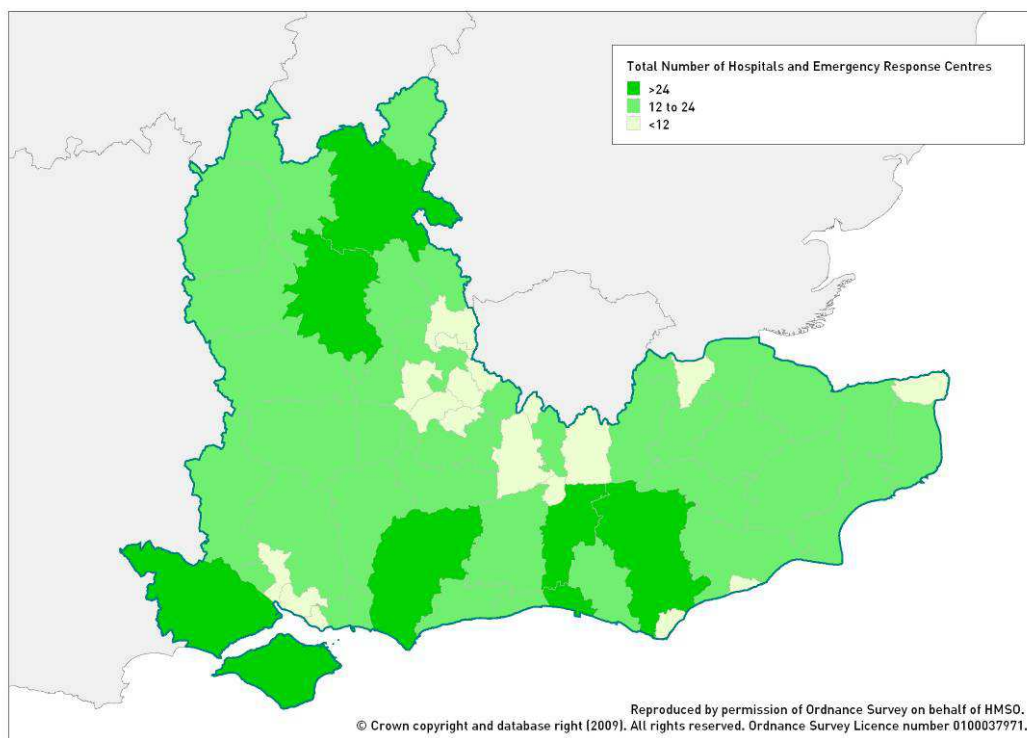 Total Number of Hospitals and Emergency Response Centres
>24
12 to 24
<12
Reproduced by permission of Ordnance Survey on behalf of HMSO.
© Crown copyright and database right (2009). All rights reserved. Ordnance Survey Licence number 0100037971.